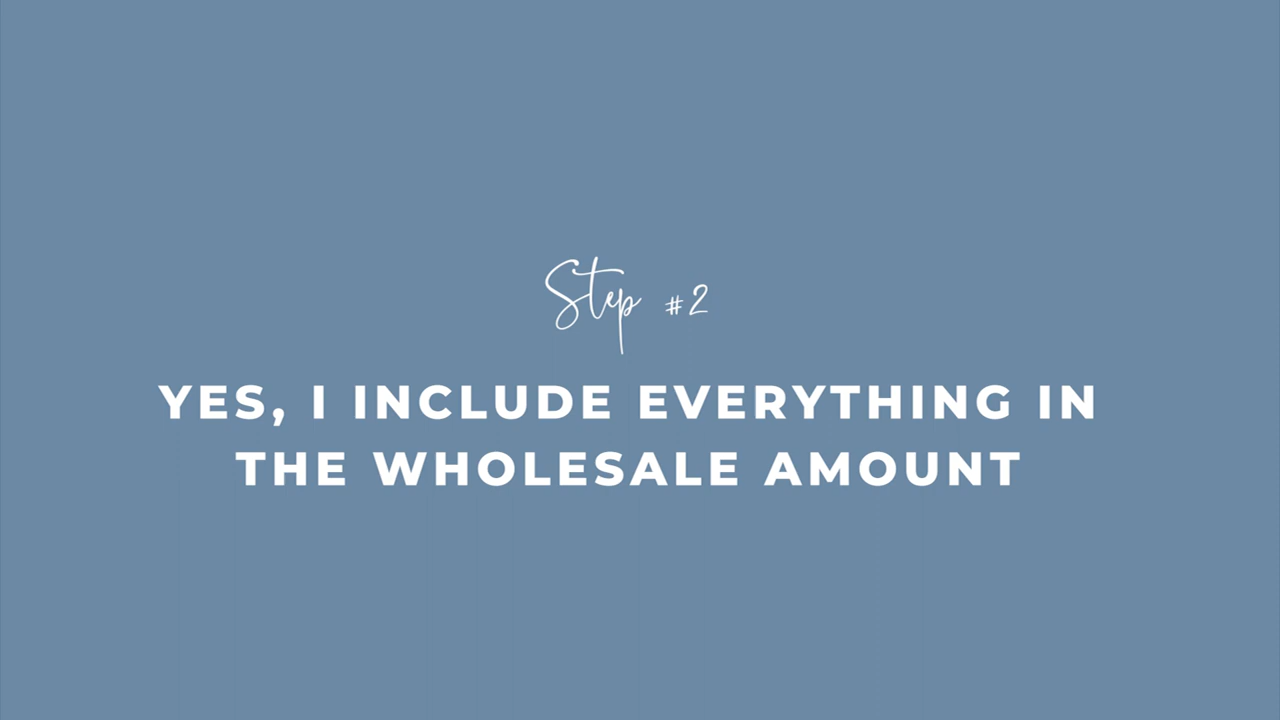 Step #2
YES, I INCLUDE EVERYTHING IN
THE WHOLESALE AMOUNT